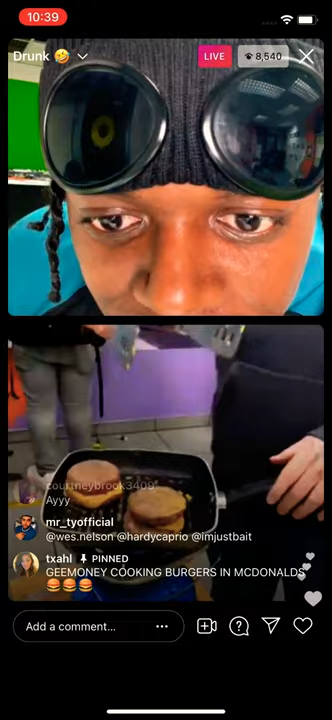 10:39
Drunk 🤣
LIVE
8,540
courtneybrook3409
Ayyy
mr_tyofficial
@wes.nelson @hardycaprio @imjustbait
txahl PINNED
GEEMONEY COOKING BURGERS IN MCDONALDS
🍔🍔🍔
Add a comment...